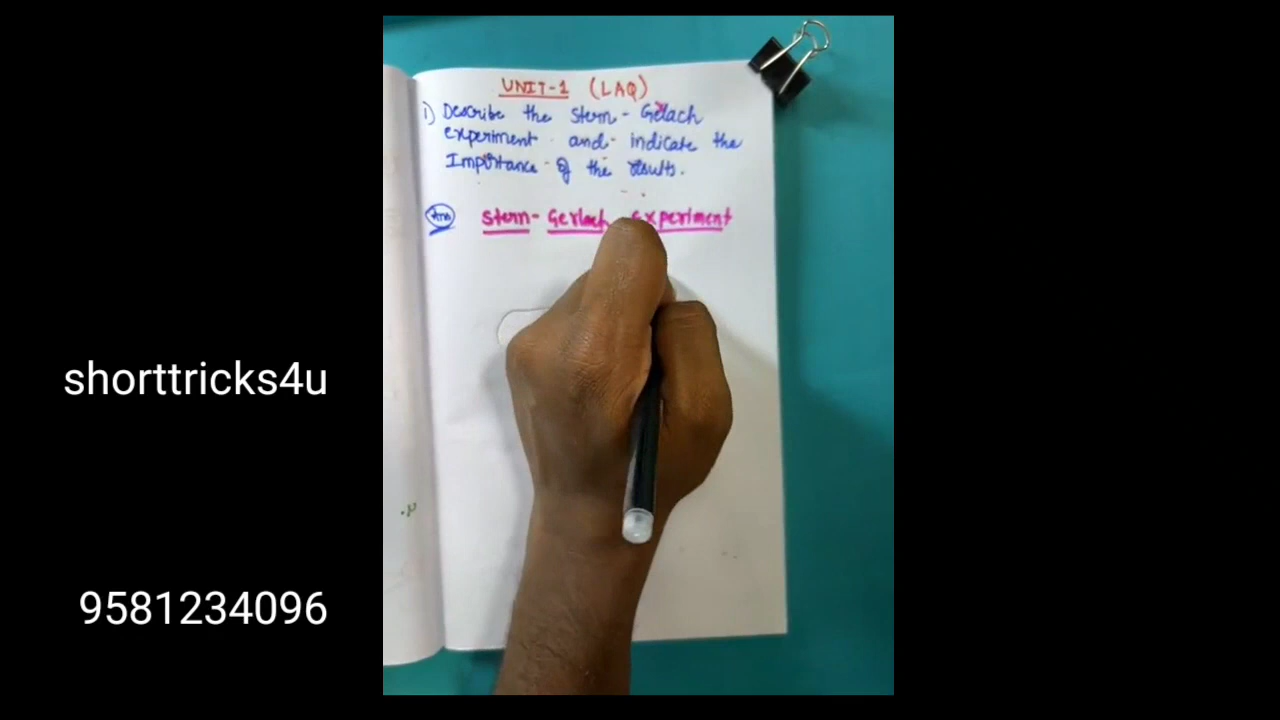 UNIT-1 (LAQ)
1) Describe the Stern - Gerlach
experiment and indicate the
Importance of the results.
Ans Stern- Gerlach Experiment
shorttricks4u
9581234096